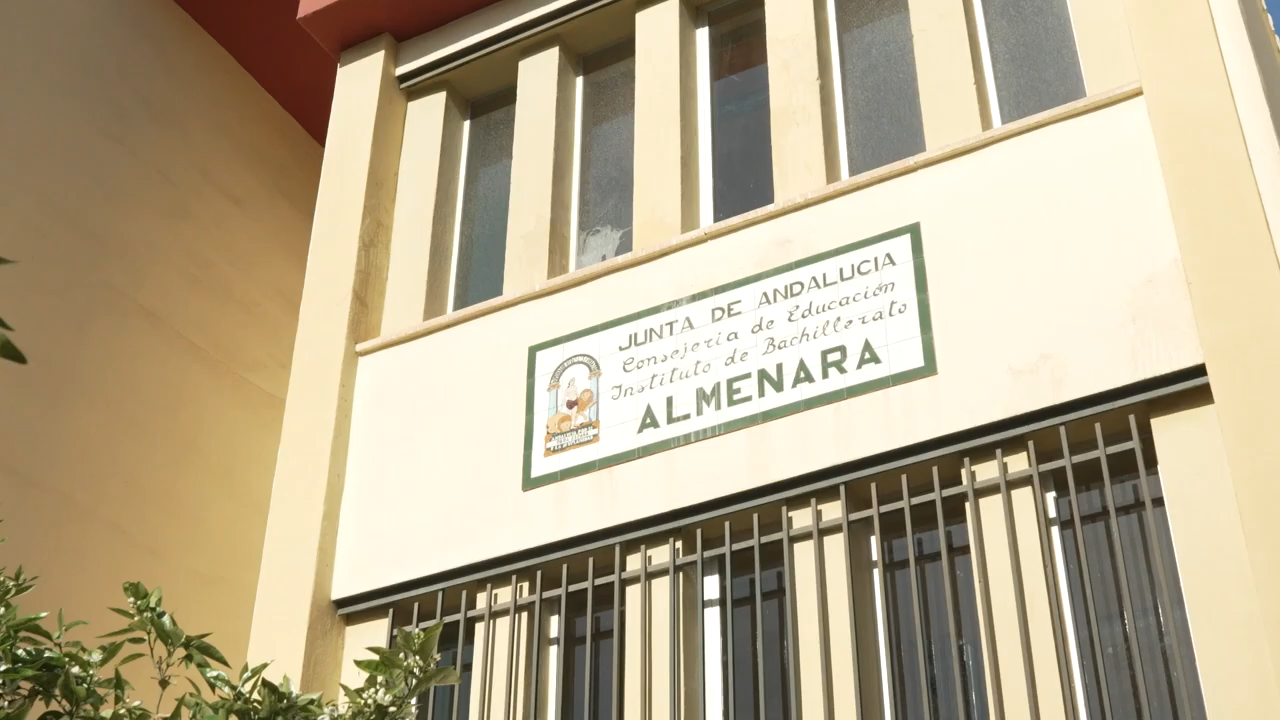 JUNTA DE ANDALUCIA
Consejeria de Educación
Instituto de Bachillerato
ALMENARA